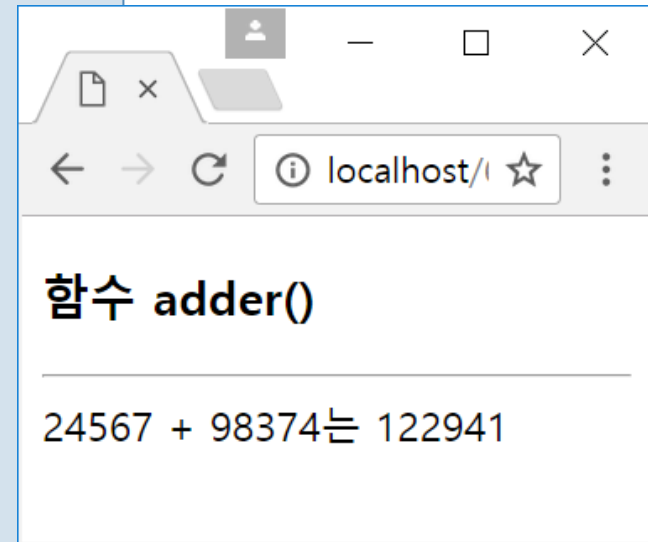 localhost/
함수 adder()
24567 + 98374는 122941